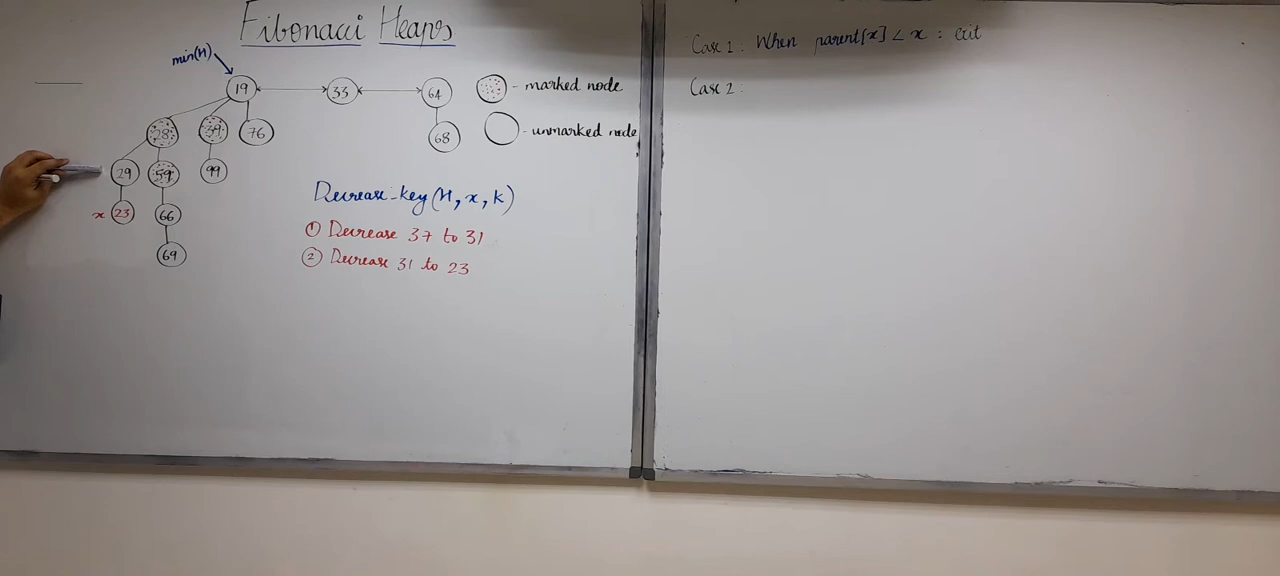 Fibonacci Heaps
min(H)
19 33 64
28 39 76 68
29 59 99
x 23 66
69
- marked node
- unmarked node
Decrease-key (H, x, k)
① Decrease 37 to 31
② Decrease 31 to 23
Case 1: When parent[x] < x : exit
Case 2: